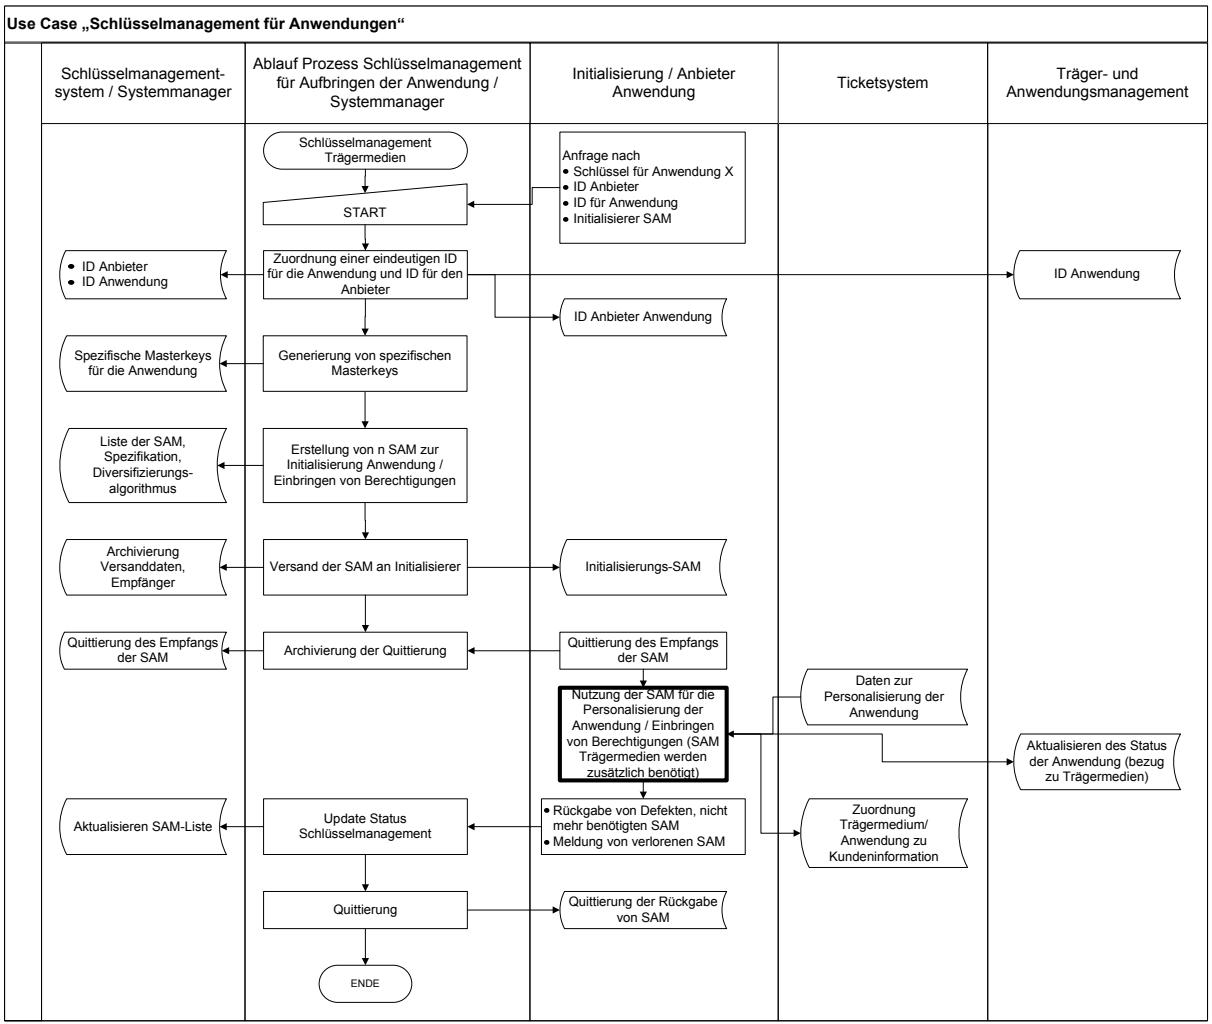 Use Case „Schlüsselmanagement für Anwendungen“
Schlüsselmanagement-
system / Systemmanager
Ablauf Prozess Schlüsselmanagement
für Aufbringen der Anwendung /
Systemmanager
Initialisierung / Anbieter
Anwendung
Ticketsystem
Träger- und
Anwendungsmanagement
Schlüsselmanagement
Trägermedien
Anfrage nach
• Schlüssel für Anwendung X
• ID Anbieter
• ID für Anwendung
• Initialisierer SAM
START
• ID Anbieter
• ID Anwendung
Zuordnung einer eindeutigen ID
für die Anwendung und ID für den
Anbieter
ID Anwendung
ID Anbieter Anwendung
Spezifische Masterkeys
für die Anwendung
Generierung von spezifischen
Masterkeys
Liste der SAM,
Spezifikation,
Diversifizierungs-
algorithmus
Erstellung von n SAM zur
Initialisierung Anwendung /
Einbringen von Berechtigungen
Archivierung
Versanddaten,
Empfänger
Versand der SAM an Initialisierer
Initialisierungs-SAM
Quittierung des Empfangs
der SAM
Archivierung der Quittierung
Quittierung des Empfangs
der SAM
Nutzung der SAM für die
Personalisierung der
Anwendung / Einbringen
von Berechtigungen (SAM
Trägermedien werden
zusätzlich benötigt)
Daten zur
Personalisierung der
Anwendung
Aktualisieren des Status
der Anwendung (bezug
zu Trägermedien)
Aktualisieren SAM-Liste
Update Status
Schlüsselmanagement
• Rückgabe von Defekten, nicht
mehr benötigten SAM
• Meldung von verlorenen SAM
Zuordnung
Trägermedium/
Anwendung zu
Kundeninformation
Quittierung
Quittierung der Rückgabe
von SAM
ENDE